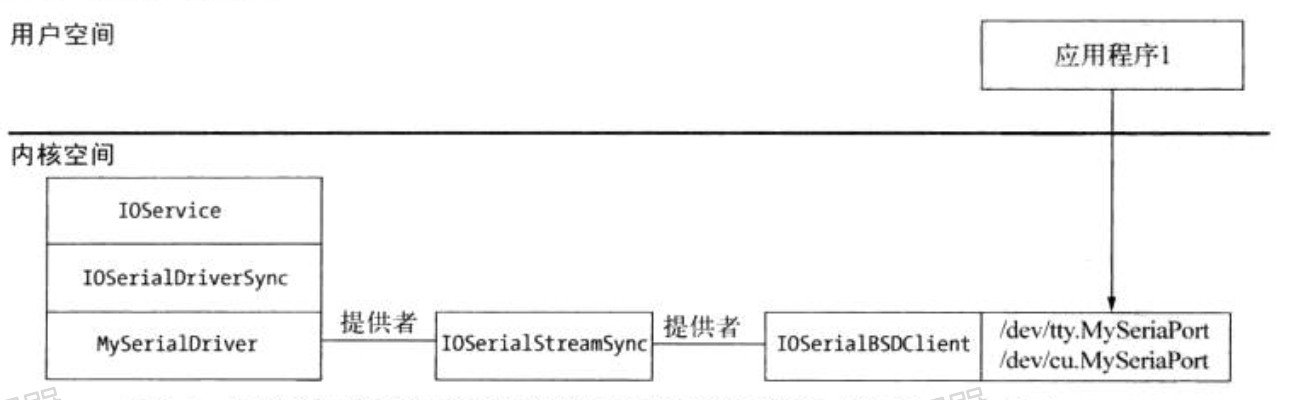 用户空间
应用程序1
内核空间
IOService
IOSerialDriverSync
MySerialDriver
提供者
IOSerialStreamSync
提供者
IOSerialBSDClient
/dev/tty.MySeriaPort
/dev/cu.MySeriaPort